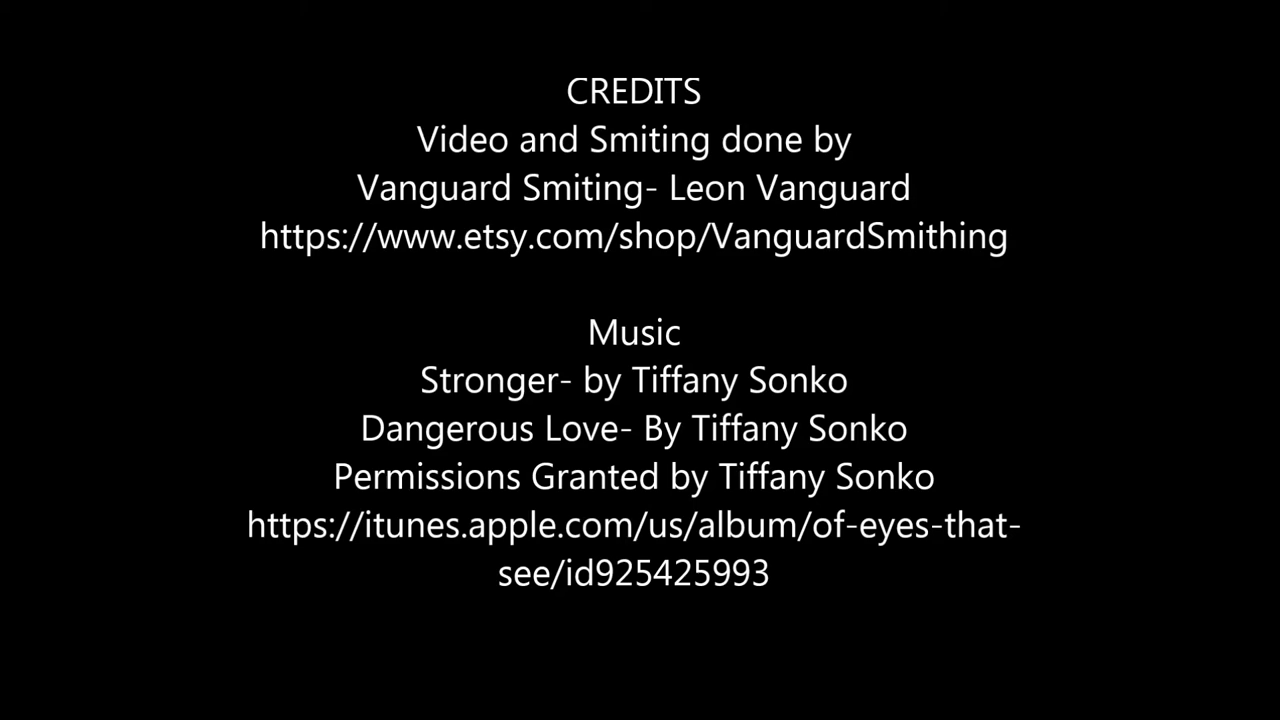 CREDITS
Video and Smiting done by
Vanguard Smiting- Leon Vanguard
https://www.etsy.com/shop/VanguardSmithing
Music
Stronger- by Tiffany Sonko
Dangerous Love- By Tiffany Sonko
Permissions Granted by Tiffany Sonko
https://itunes.apple.com/us/album/of-eyes-that-
see/id925425993